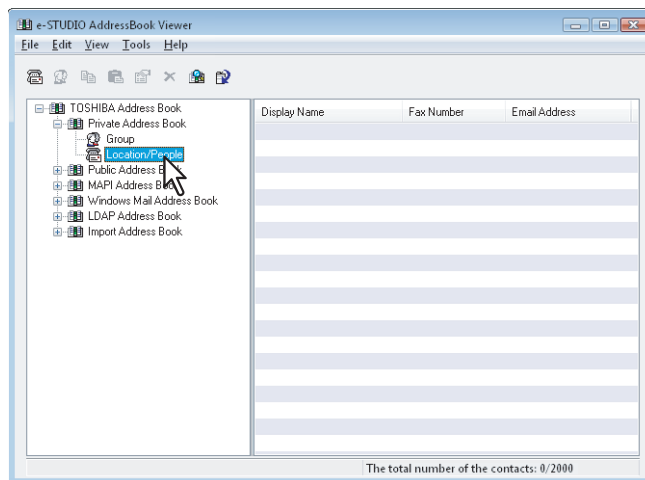 e-STUDIO AddressBook Viewer
File Edit View Tools Help
TOSHIBA Address Book
Private Address Book
Group
Location/People
Public Address B
MAPI Address Book
Windows Mail Address Book
LDAP Address Book
Import Address Book
Display Name Fax Number Email Address
The total number of the contacts: 0/2000